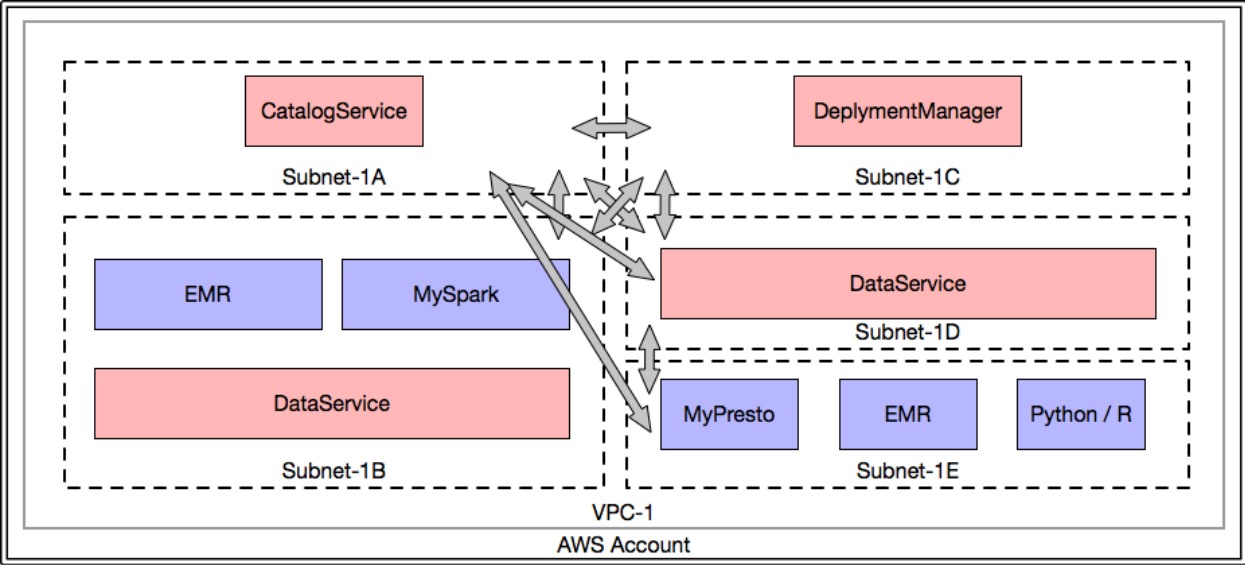 CatalogService
DeplymentManager
Subnet-1A
Subnet-1C
EMR
MySpark
DataService
DataService
Subnet-1D
DataService
MyPresto
EMR
Python / R
Subnet-1B
Subnet-1E
VPC-1
AWS Account